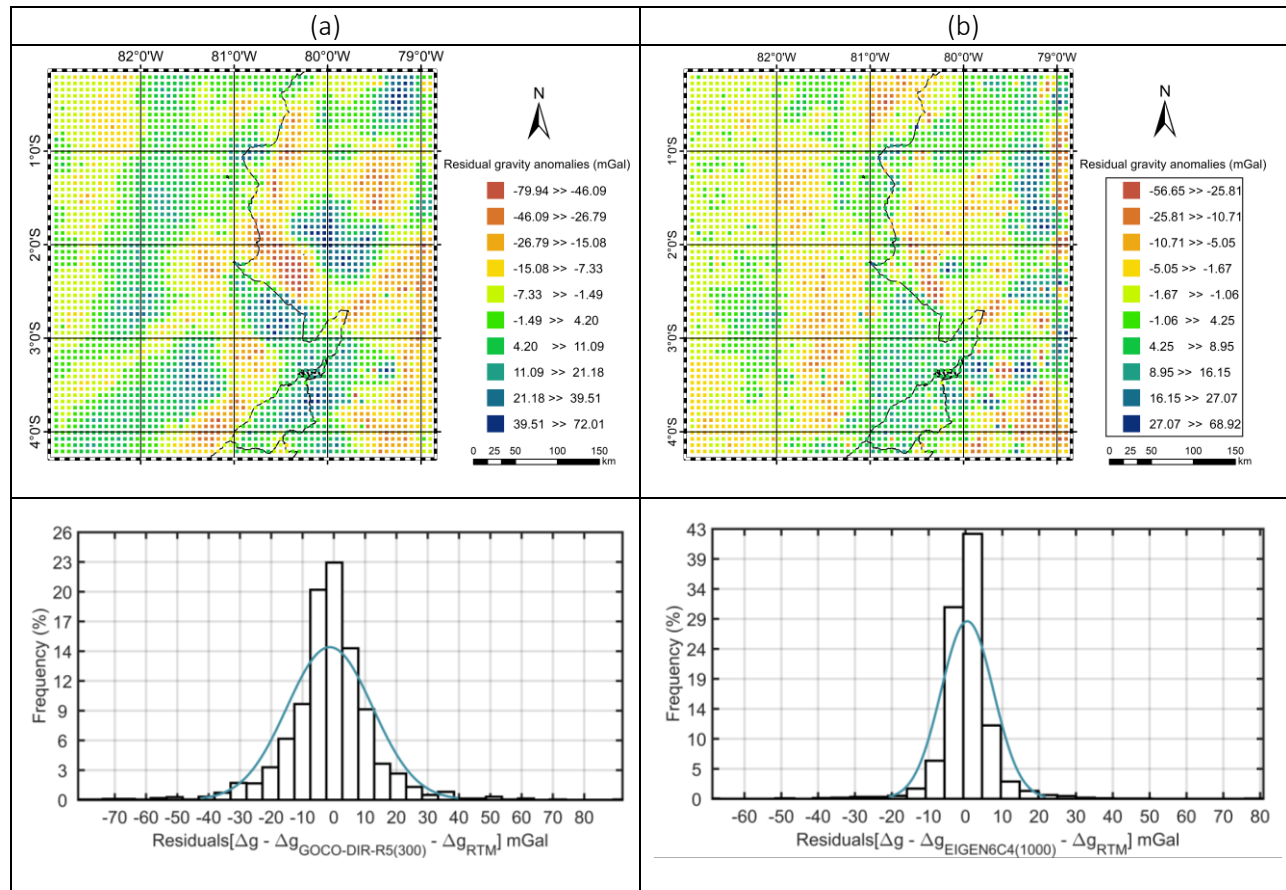 (a)
(b)
82°0'W 81°0'W 80°0'W 79°0'W
1°0'S
2°0'S
3°0'S
4°0'S
N
Residual gravity anomalies (mGal)
-79.94 >> -46.09
-46.09 >> -26.79
-26.79 >> -15.08
-15.08 >> -7.33
-7.33 >> -1.49
-1.49 >> 4.20
4.20 >> 11.09
11.09 >> 21.18
21.18 >> 39.51
39.51 >> 72.01
0 25 50 100 150
km
82°0'W 81°0'W 80°0'W 79°0'W
1°0'S
2°0'S
3°0'S
4°0'S
N
Residual gravity anomalies (mGal)
-56.65 >> -25.81
-25.81 >> -10.71
-10.71 >> -5.05
-5.05 >> -1.67
-1.67 >> -1.06
-1.06 >> 4.25
4.25 >> 8.95
8.95 >> 16.15
16.15 >> 27.07
27.07 >> 68.92
0 25 50 100 150
km
26
23
20
17
14
11
9
6
3
0
Frequency (%)
-70 -60 -50 -40 -30 -20 -10 0 10 20 30 40 50 60 70 80
Residuals[Δg - Δg GOCO-DIR-R5(300) - Δg RTM] mGal
43
39
34
29
24
19
14
10
5
0
Frequency (%)
-60 -50 -40 -30 -20 -10 0 10 20 30 40 50 60 70 80
Residuals[Δg - Δg EIGEN6C4(1000) - Δg RTM] mGal